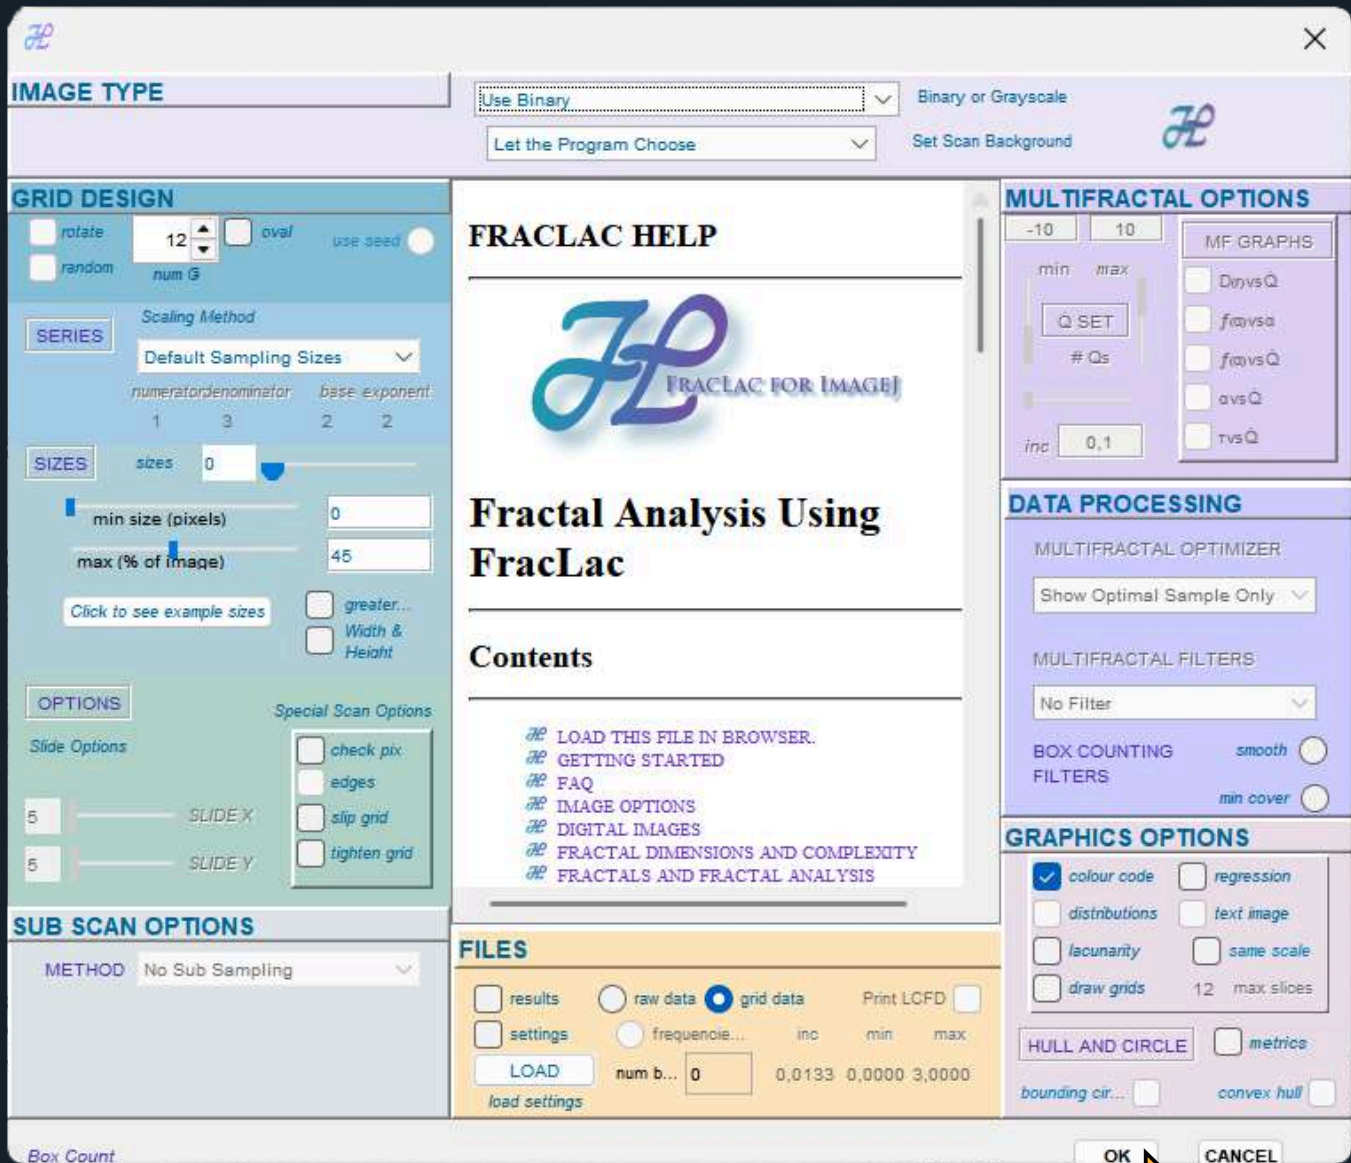 IMAGE TYPE
Use Binary
Binary or Grayscale
Let the Program Choose
Set Scan Background
GRID DESIGN
rotate
12
oval
use seed
random
num G
SERIES
Scaling Method
Default Sampling Sizes
numerator denominator base exponent
1 3 2 2
SIZES
sizes
0
min size (pixels)
0
max (% of image)
45
Click to see example sizes
greater...
Width &
Height
OPTIONS
Special Scan Options
Slide Options
check pix
edges
5
SLIDE X
slip grid
5
SLIDE Y
tighten grid
SUB SCAN OPTIONS
METHOD
No Sub Sampling
FRACLAC HELP
FRACLAC FOR IMAGEJ
Fractal Analysis Using
FracLac
Contents
LOAD THIS FILE IN BROWSER.
GETTING STARTED
FAQ
IMAGE OPTIONS
DIGITAL IMAGES
FRACTAL DIMENSIONS AND COMPLEXITY
FRACTALS AND FRACTAL ANALYSIS
FILES
results
raw data
grid data
Print LCFD
settings
frequencie...
inc min max
LOAD
num b...
0
0,0133 0,0000 3,0000
load settings
MULTIFRACTAL OPTIONS
-10
10
min max
Q SET
# Qs
inc
0,1
MF GRAPHS
D(Q)vsQ
f(α)vsα
f(α)vsQ
αvsQ
τvsQ
DATA PROCESSING
MULTIFRACTAL OPTIMIZER
Show Optimal Sample Only
MULTIFRACTAL FILTERS
No Filter
BOX COUNTING
FILTERS
smooth
min cover
GRAPHICS OPTIONS
colour code
regression
distributions
text image
lacunarity
same scale
draw grids
12 max slices
HULL AND CIRCLE
metrics
bounding cir...
convex hull
Box Count
OK
CANCEL